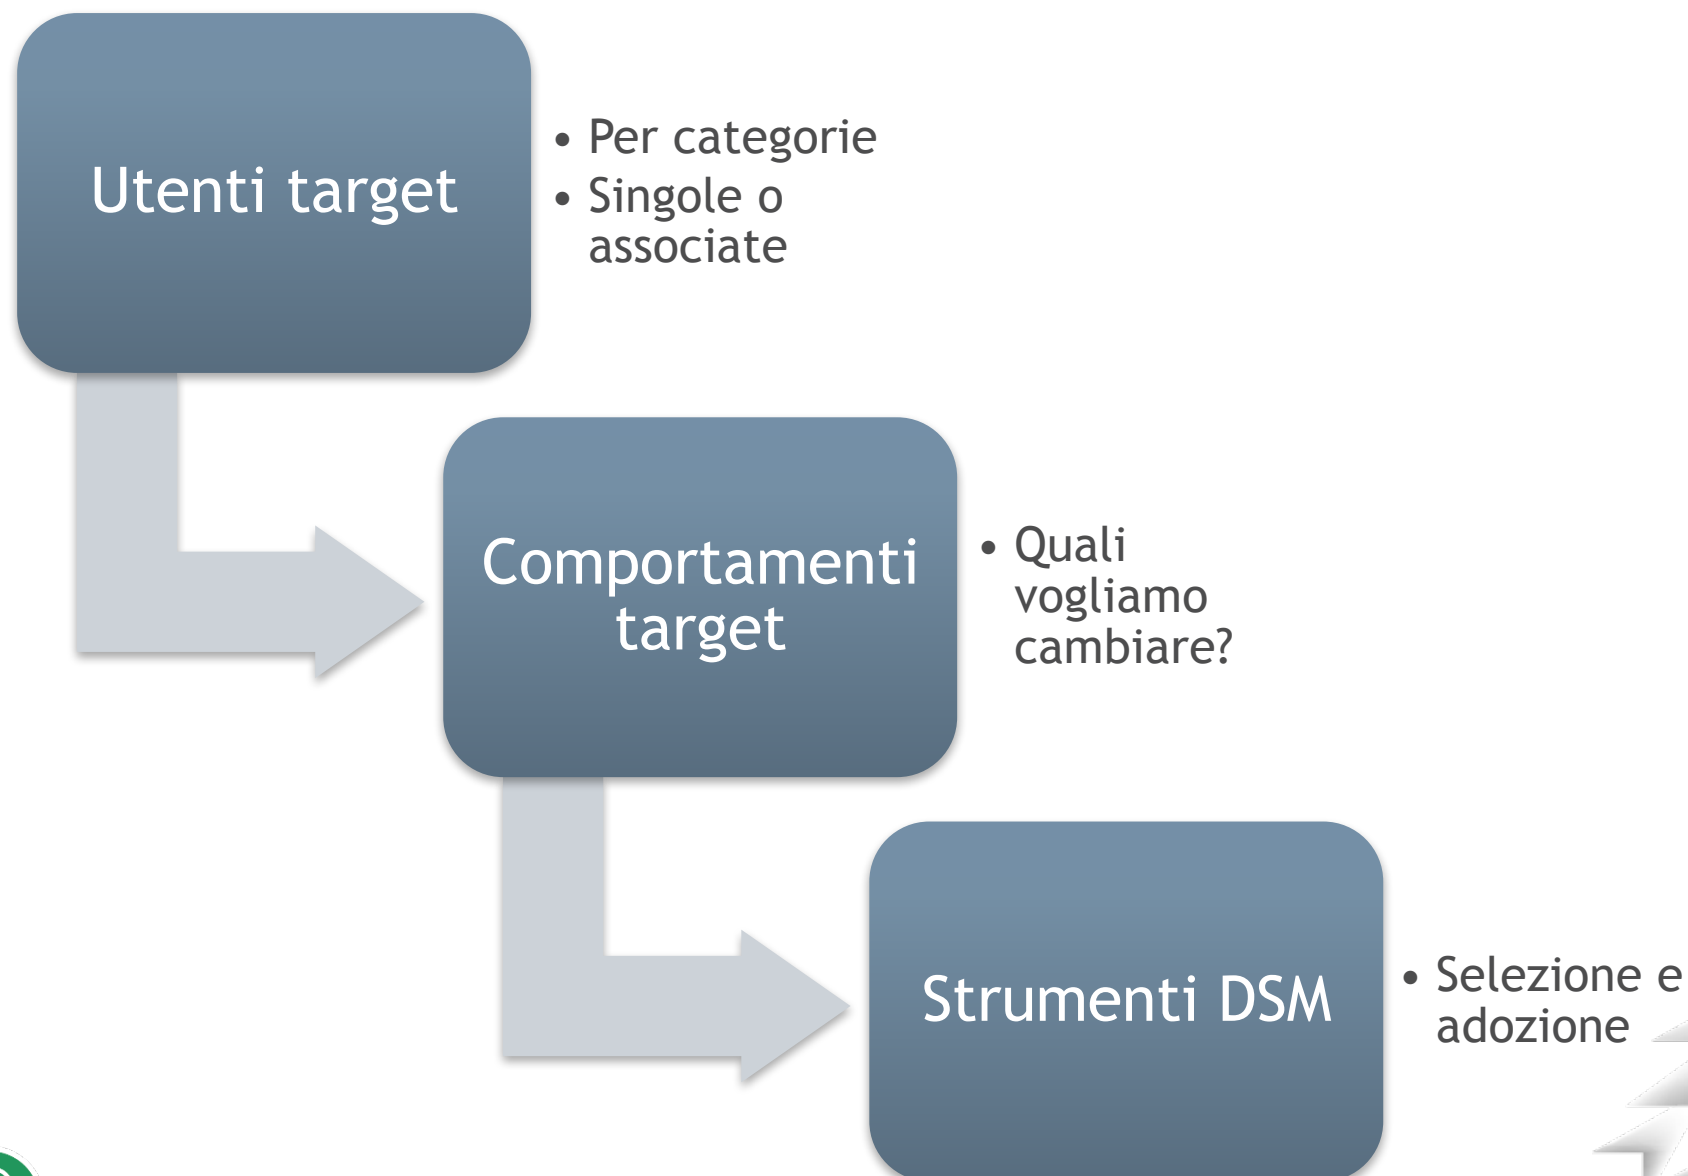 Utenti target
• Per categorie
• Singole o
associate
Comportamenti
target
• Quali
vogliamo
cambiare?
Strumenti DSM
• Selezione e
adozione